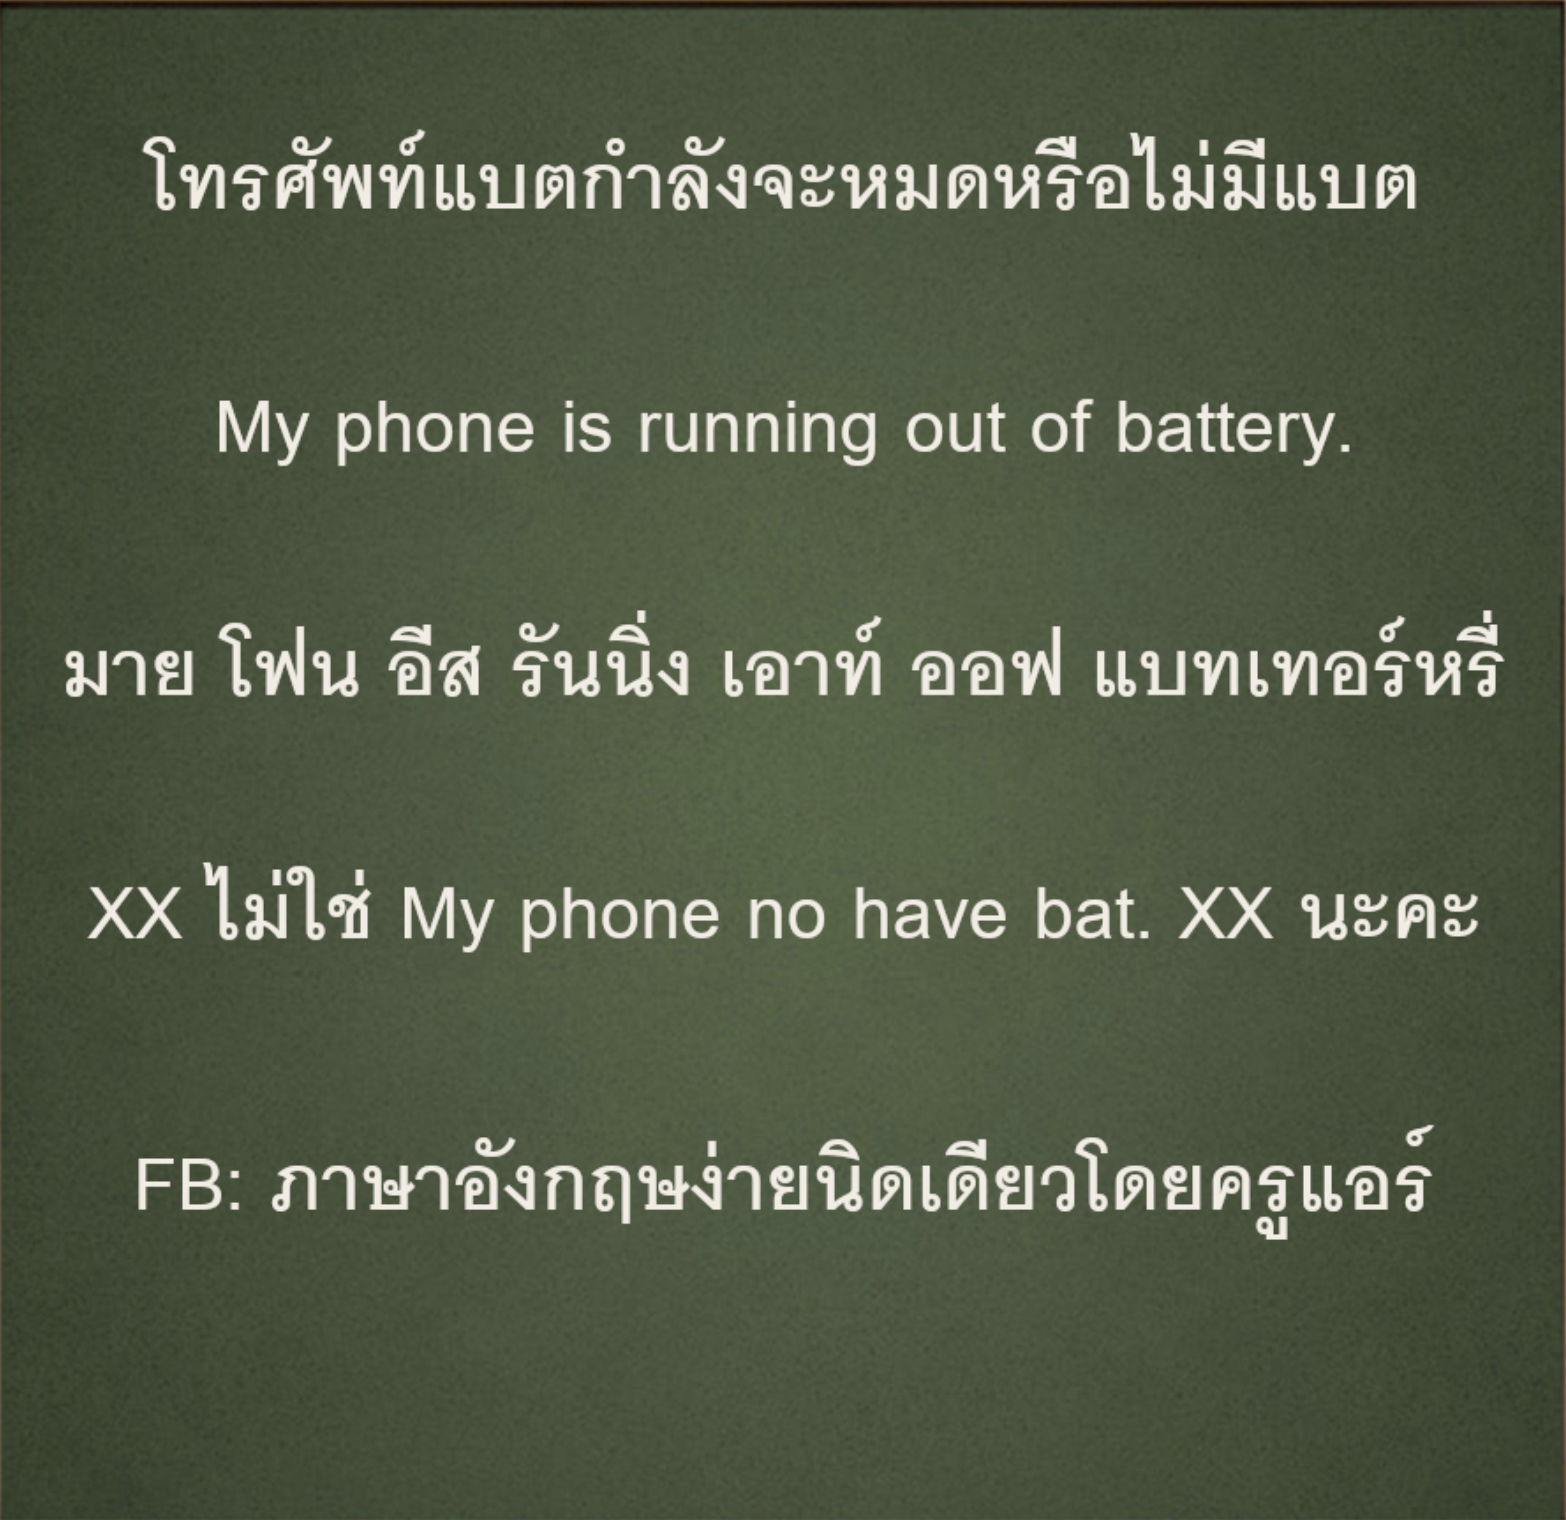 โทรศัพท์แบตกำลังจะหมดหรือไม่มีแบต
My phone is running out of battery.
มาย โฟน อีส รันนิ่ง เอาท์ ออฟ แบทเทอร์หรี่
XX ไม่ใช่ My phone no have bat. XX นะคะ
FB: ภาษาอังกฤษง่ายนิดเดียวโดยครูแอร์